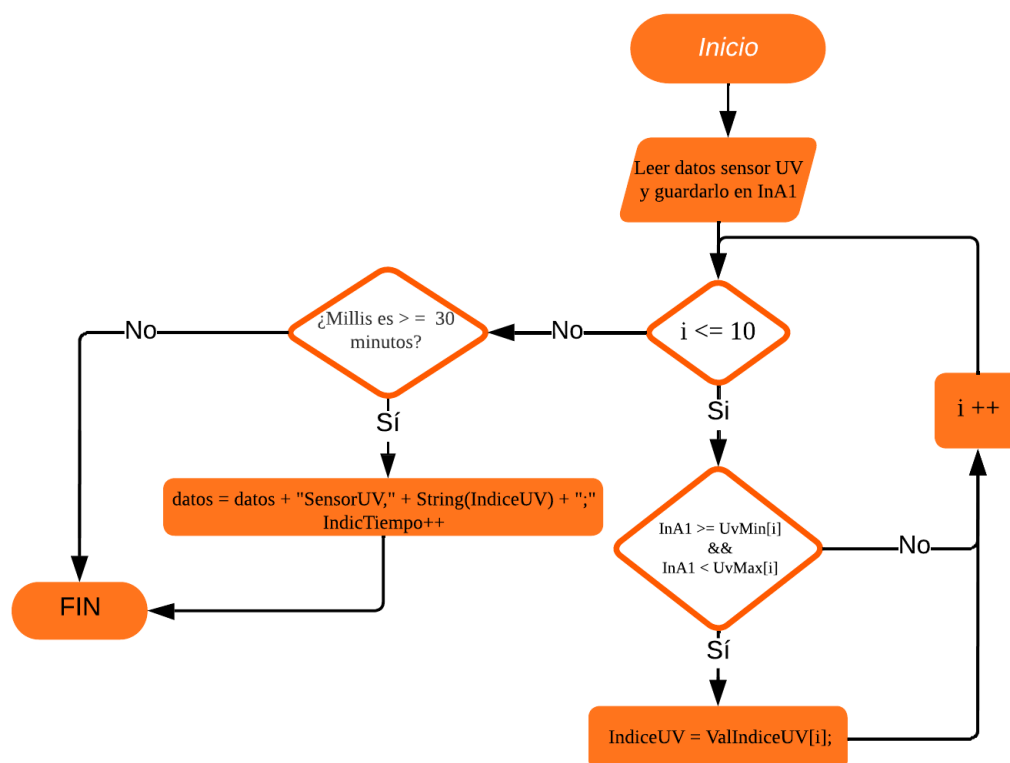 Inicio
Leer datos sensor UV
y guardarlo en InA1
i <= 10
No
¿Millis es > = 30
minutos?
No
Sí
datos = datos + "SensorUV," + String(IndiceUV) + ";"
IndicTiempo++
FIN
Si
InA1 >= UvMin[i]
&&
InA1 < UvMax[i]
No
i ++
Sí
IndiceUV = ValIndiceUV[i];